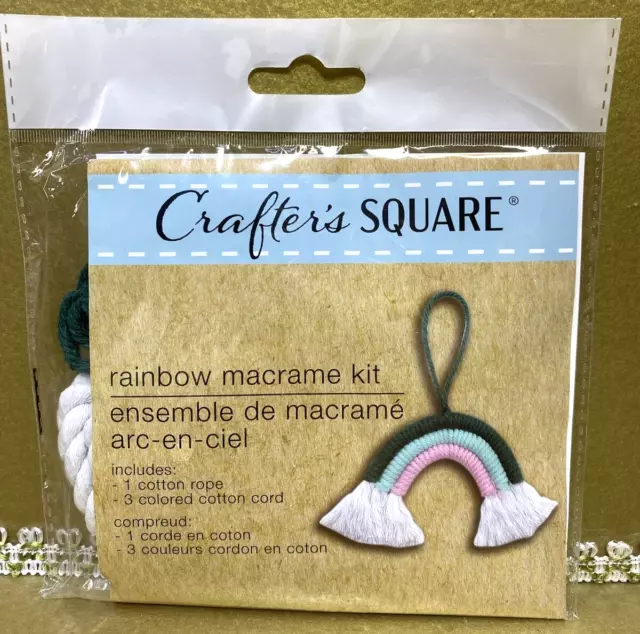 Crafter's SQUARE®
rainbow macrame kit
ensemble de macramé
arc-en-ciel
includes:
- 1 cotton rope
- 3 colored cotton cord
compreud:
- 1 corde en coton
- 3 couleurs cordon en coton